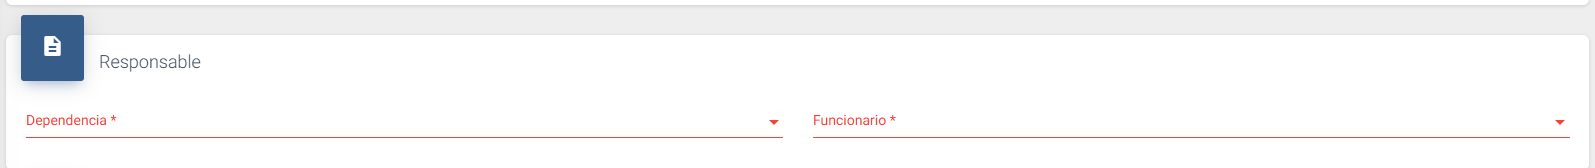 Responsable
Dependencia *
Funcionario *